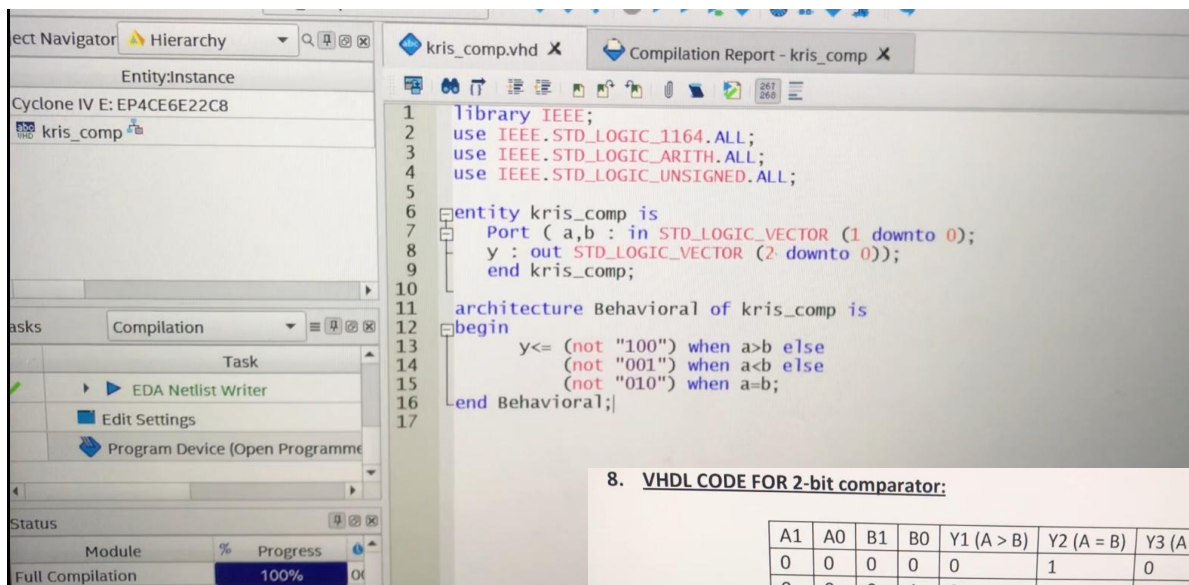 ect Navigator Hierarchy
Entity:Instance
Cyclone IV E: EP4CE6E22C8
kris_comp
asks Compilation
Task
EDA Netlist Writer
Edit Settings
Program Device (Open Programme
Status
Module % Progress
Full Compilation 100% 00
kris_comp.vhd X Compilation Report - kris_comp X
267
268
1 library IEEE;
2 use IEEE.STD_LOGIC_1164.ALL;
3 use IEEE.STD_LOGIC_ARITH.ALL;
4 use IEEE.STD_LOGIC_UNSIGNED.ALL;
5
6 entity kris_comp is
7 Port ( a,b : in STD_LOGIC_VECTOR (1 downto 0);
8 y : out STD_LOGIC_VECTOR (2 downto 0));
9 end kris_comp;
10
11 architecture Behavioral of kris_comp is
12 begin
13 y<= (not "100") when a>b else
14 (not "001") when a<b else
15 (not "010") when a=b;
16 end Behavioral;
17
8. VHDL CODE FOR 2-bit comparator:
A1 A0 B1 B0 Y1 (A > B) Y2 (A = B) Y3 (A
0 0 0 0 0 1 0